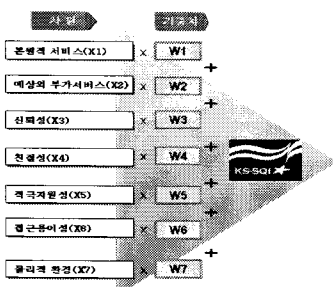 차 원 가중치
본원적 서비스(X1) x W1
+
예상외 부가서비스(X2) x W2
+
신뢰성(X3) x W3
+
친절성(X4) x W4
+
적극지원성(X5) x W5
+
접근용이성(X6) x W6
+
물리적 환경(X7) x W7
KS-SQI